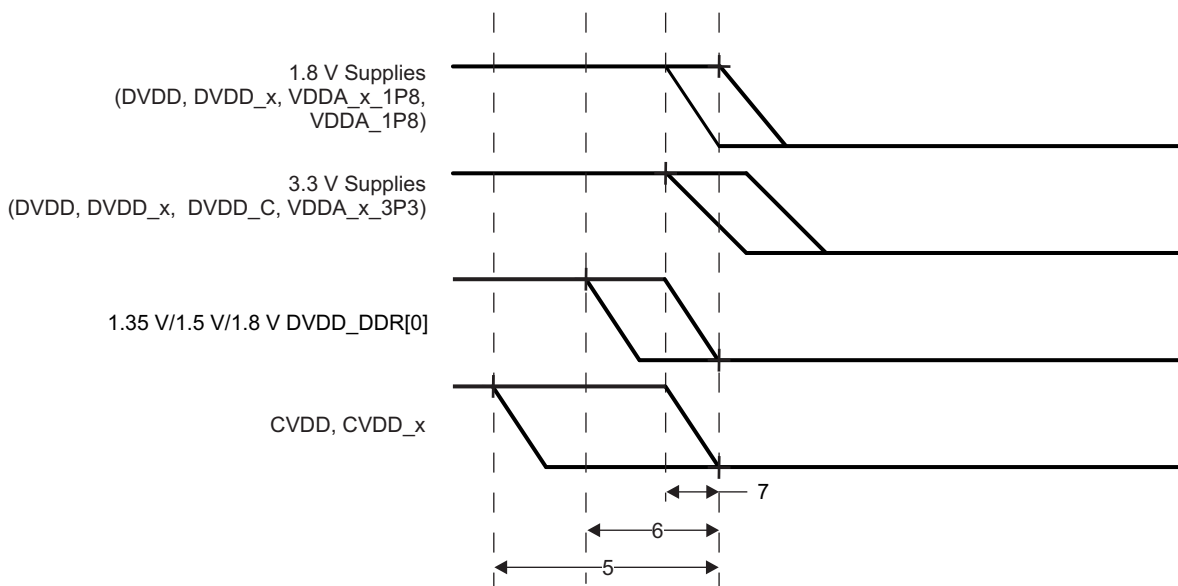 1.8 V Supplies
(DVDD, DVDD_x, VDDA_x_1P8,
VDDA_1P8)
3.3 V Supplies
(DVDD, DVDD_x, DVDD_C, VDDA_x_3P3)
1.35 V/1.5 V/1.8 V DVDD_DDR[0]
CVDD, CVDD_x
7
6
5